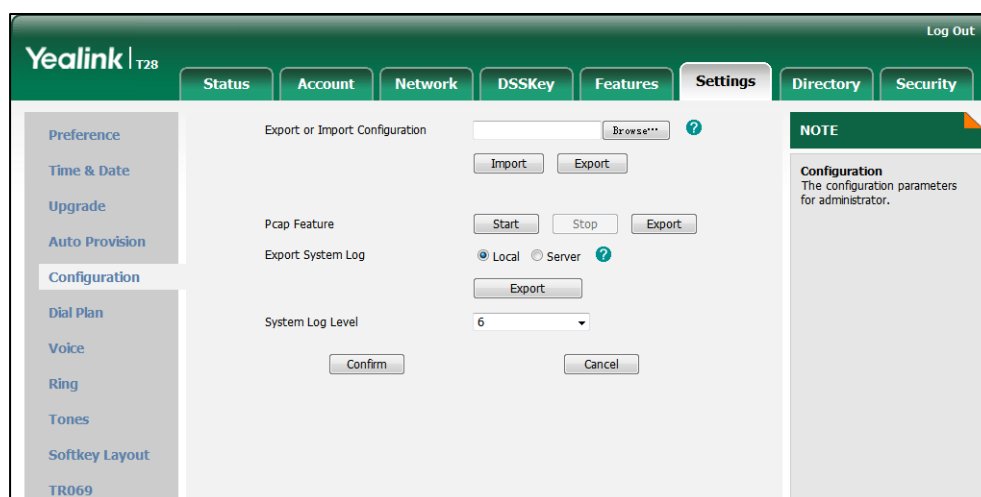 Log Out
Yealink | T28
Status Account Network DSSKey Features Settings Directory Security
Preference
Time & Date
Upgrade
Auto Provision
Configuration
Dial Plan
Voice
Ring
Tones
Softkey Layout
TR069
Export or Import Configuration Browse... ?
Import Export
Pcap Feature Start Stop Export
Export System Log Local Server ?
Export
System Log Level 6
Confirm Cancel
NOTE
Configuration
The configuration parameters
for administrator.